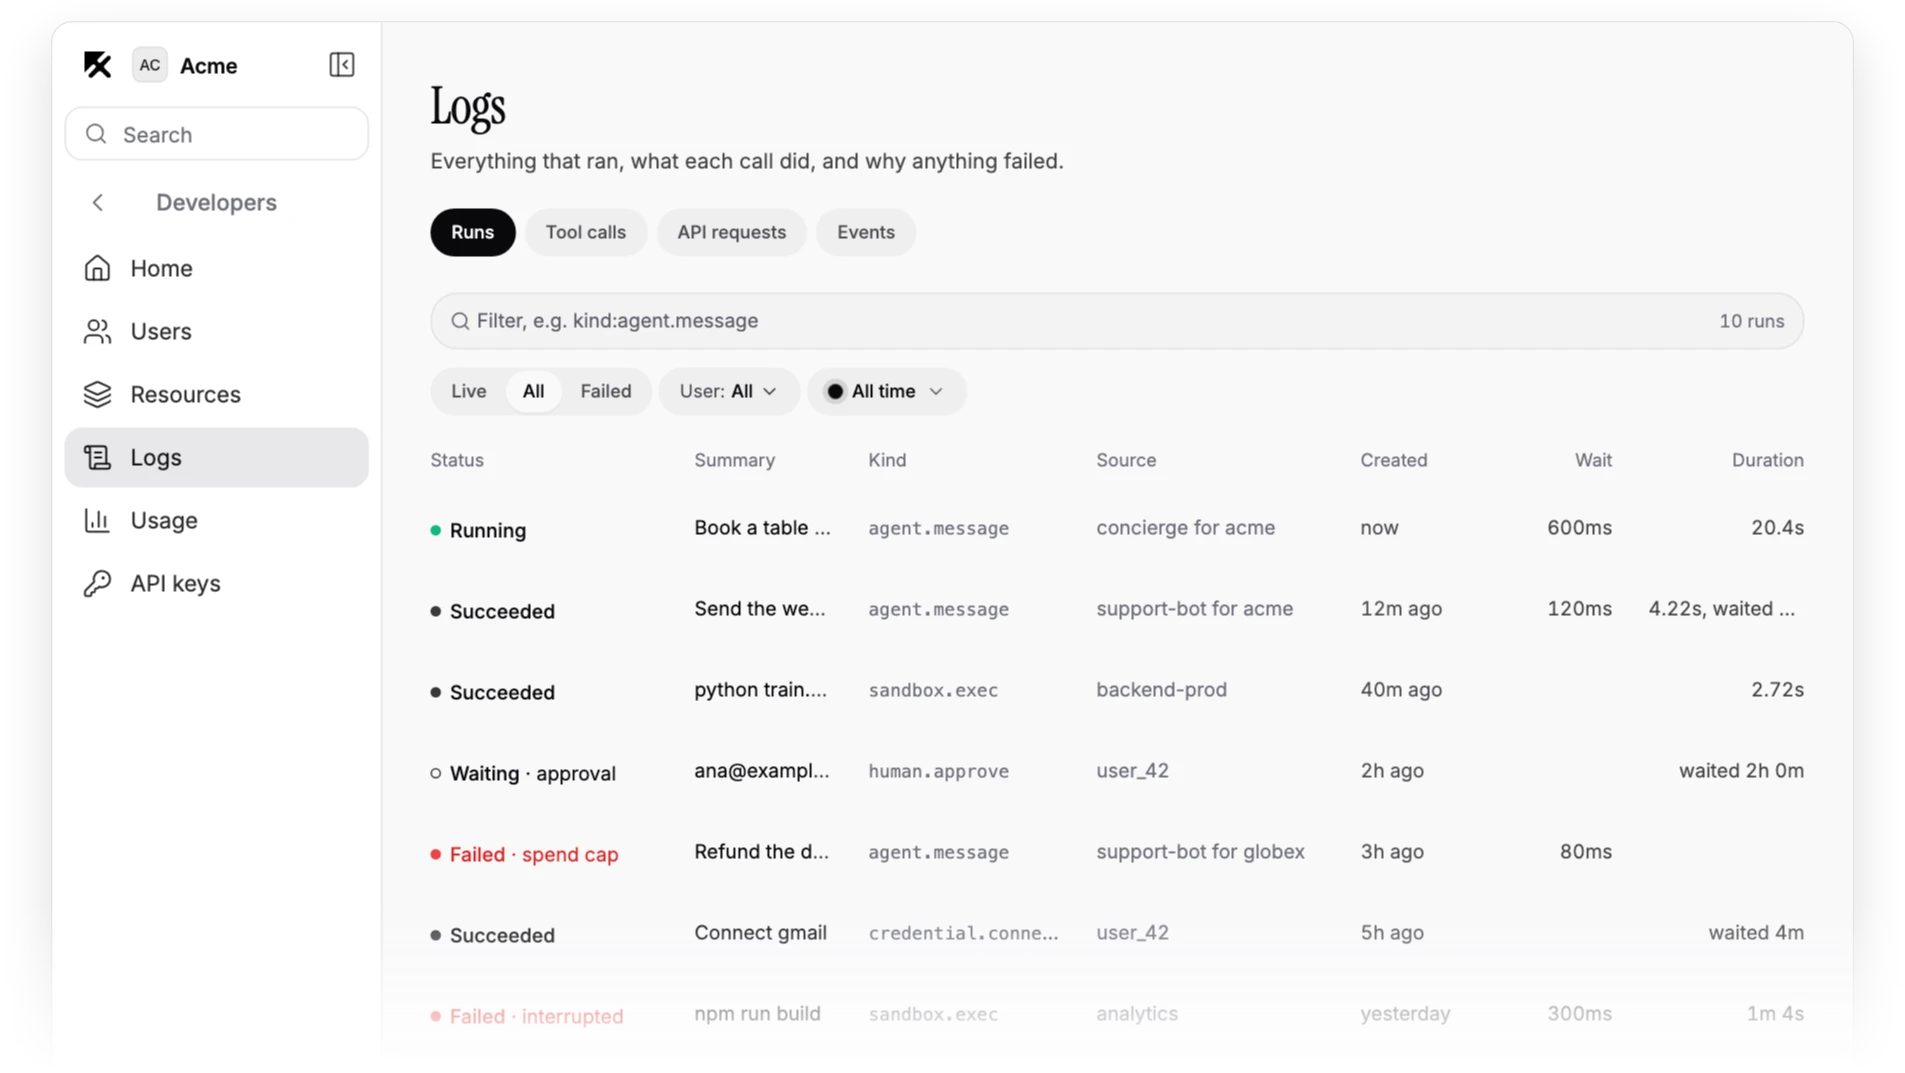 AC Acme
Search
Developers
Home
Users
Resources
Logs
Usage
API keys
Logs
Everything that ran, what each call did, and why anything failed.
Runs Tool calls API requests Events
Filter, e.g. kind:agent.message 10 runs
Live All Failed User: All All time
Status Summary Kind Source Created Wait Duration
Running Book a table ... agent.message concierge for acme now 600ms 20.4s
Succeeded Send the we... agent.message support-bot for acme 12m ago 120ms 4.22s, waited ...
Succeeded python train.... sandbox.exec backend-prod 40m ago 2.72s
Waiting · approval ana@exampl... human.approve user_42 2h ago waited 2h 0m
Failed · spend cap Refund the d... agent.message support-bot for globex 3h ago 80ms
Succeeded Connect gmail credential.conne... user_42 5h ago waited 4m
Failed · interrupted npm run build sandbox.exec analytics yesterday 300ms 1m 4s